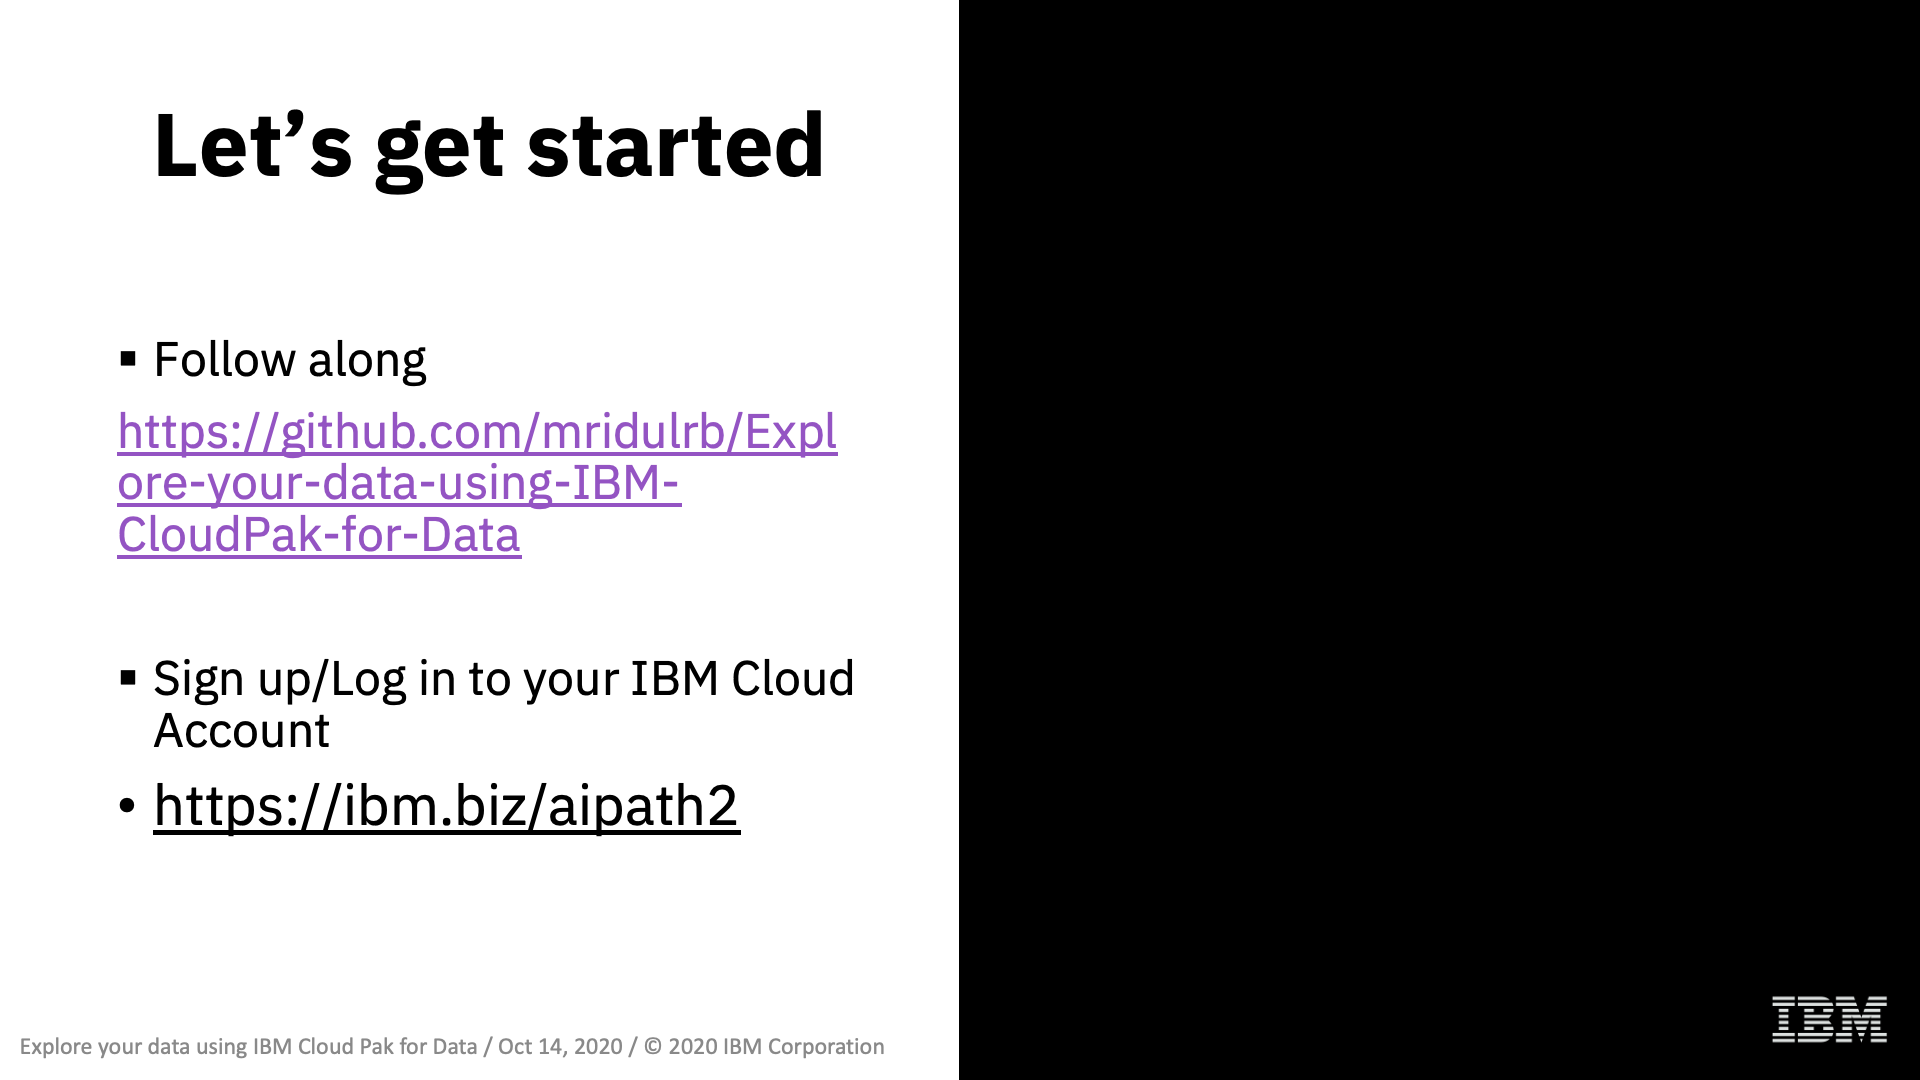 Let’s get started
▪ Follow along
https://github.com/mridulrb/Expl
ore-your-data-using-IBM-
CloudPak-for-Data
▪ Sign up/Log in to your IBM Cloud
Account
• https://ibm.biz/aipath2
Explore your data using IBM Cloud Pak for Data / Oct 14, 2020 / © 2020 IBM Corporation
IBM